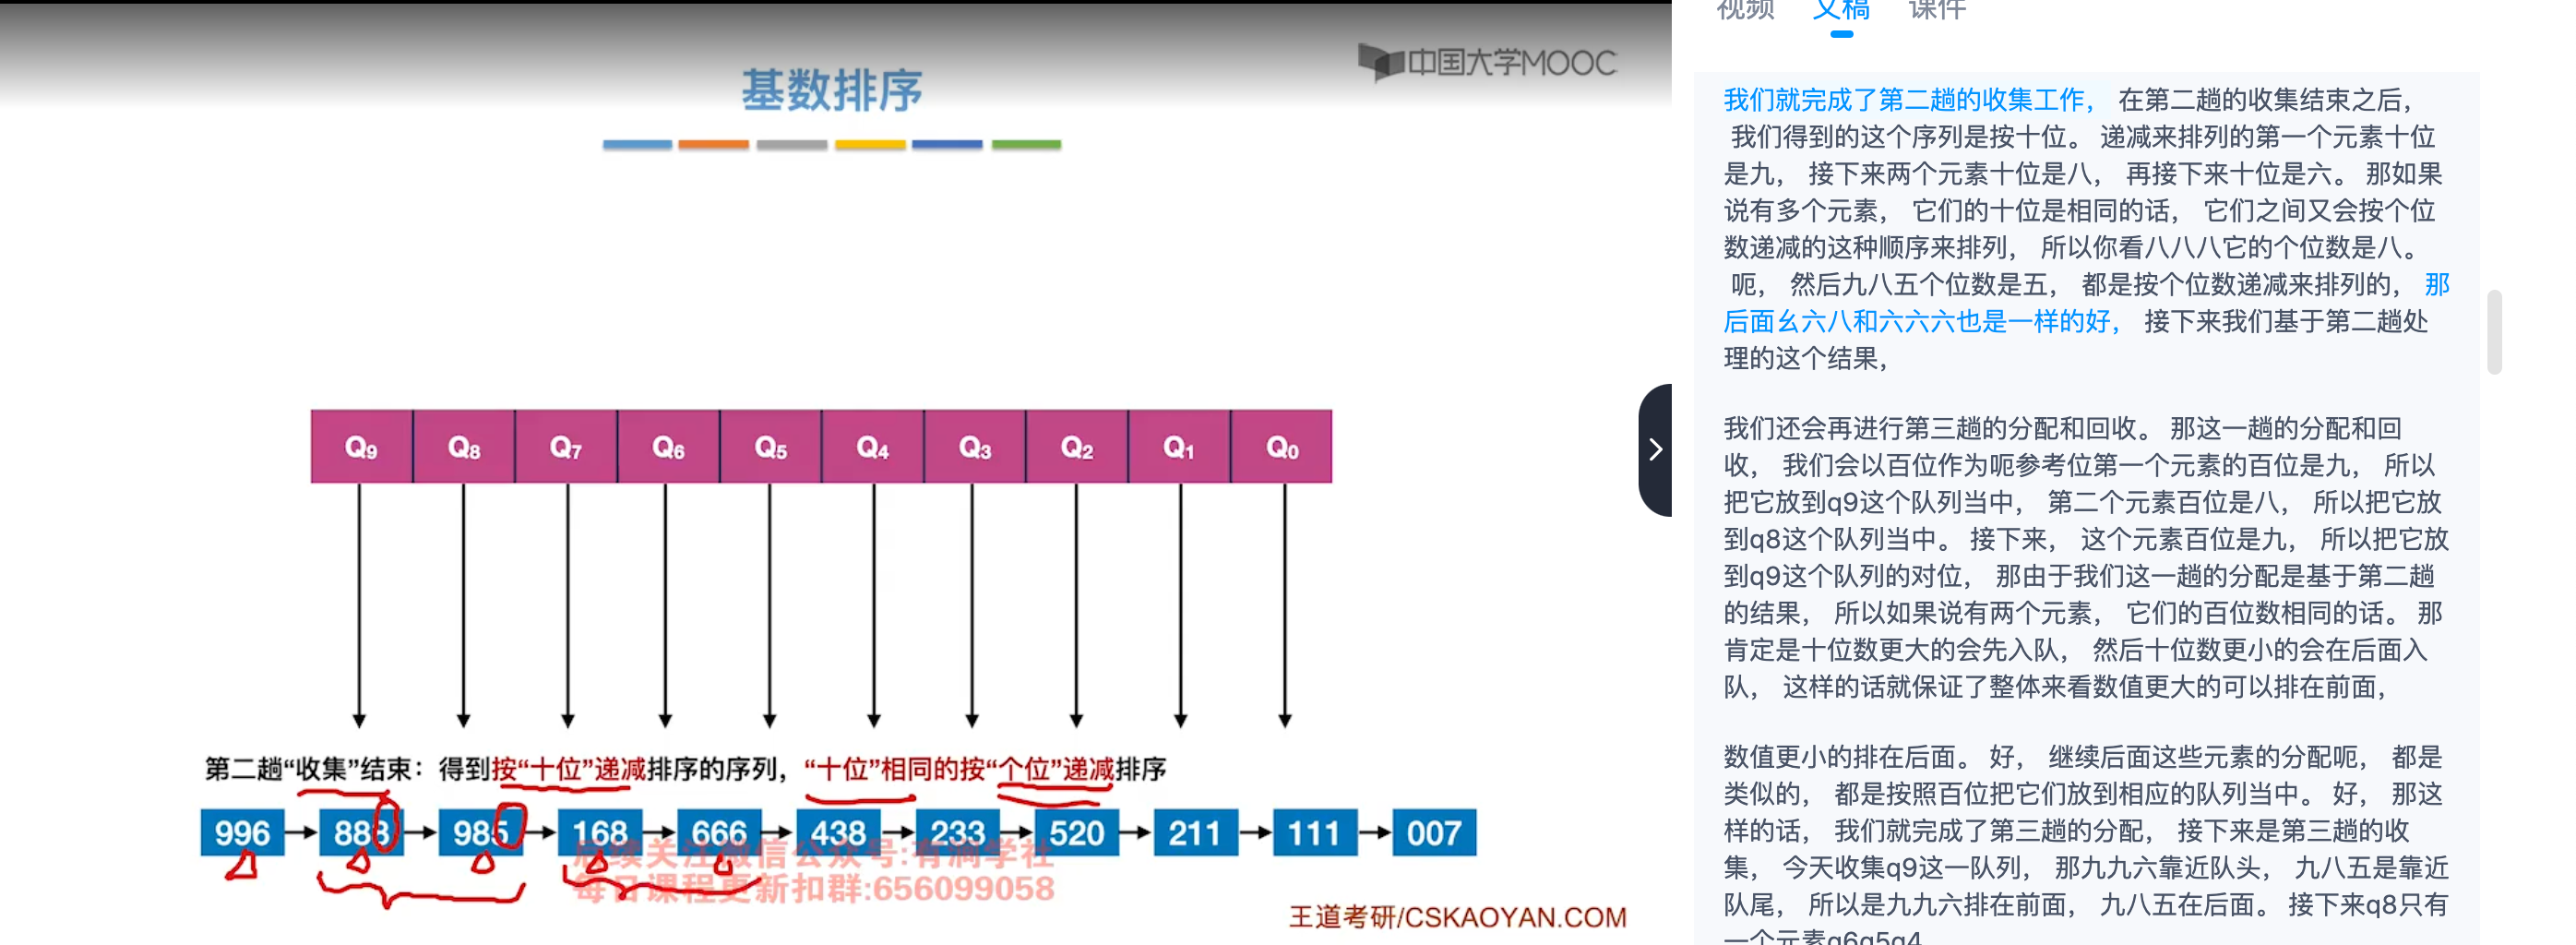 中国大学MOOC
基数排序
Q9 Q8 Q7 Q6 Q5 Q4 Q3 Q2 Q1 Q0
第二趟“收集”结束：得到按“十位”递减排序的序列，“十位”相同的按“个位”递减排序
996 888 985 168 666 438 233 520 211 111 007
后续关注微信公众号:有滴学社
每日课程更新扣群:656099058
王道考研/CSKAOYAN.COM
视频 文稿 课件
我们就完成了第二趟的收集工作， 在第二趟的收集结束之后，
我们得到的这个序列是按十位。 递减来排列的第一个元素十位
是九， 接下来两个元素十位是八， 再接下来十位是六。 那如果
说有多个元素， 它们的十位是相同的话， 它们之间又会按个位
数递减的这种顺序来排列， 所以你看八八八它的个位数是八。
呃， 然后九八五个位数是五， 都是按个位数递减来排列的， 那
后面幺六八和六六六也是一样的好， 接下来我们基于第二趟处
理的这个结果，
我们还会再进行第三趟的分配和回收。 那这一趟的分配和回
收， 我们会以百位作为呃参考位第一个元素的百位是九， 所以
把它放到q9这个队列当中， 第二个元素百位是八， 所以把它放
到q8这个队列当中。 接下来， 这个元素百位是九， 所以把它放
到q9这个队列的对位， 那由于我们这一趟的分配是基于第二趟
的结果， 所以如果说有两个元素， 它们的百位数相同的话。 那
肯定是十位数更大的会先入队， 然后十位数更小的会在后面入
队， 这样的话就保证了整体来看数值更大的可以排在前面，
数值更小的排在后面。 好， 继续后面这些元素的分配呃， 都是
类似的， 都是按照百位把它们放到相应的队列当中。 好， 那这
样的话， 我们就完成了第三趟的分配， 接下来是第三趟的收
集， 今天收集q9这一队列， 那九九六靠近队头， 九八五是靠近
队尾， 所以是九九六排在前面， 九八五在后面。 接下来q8只有
一个元素q6q5q4